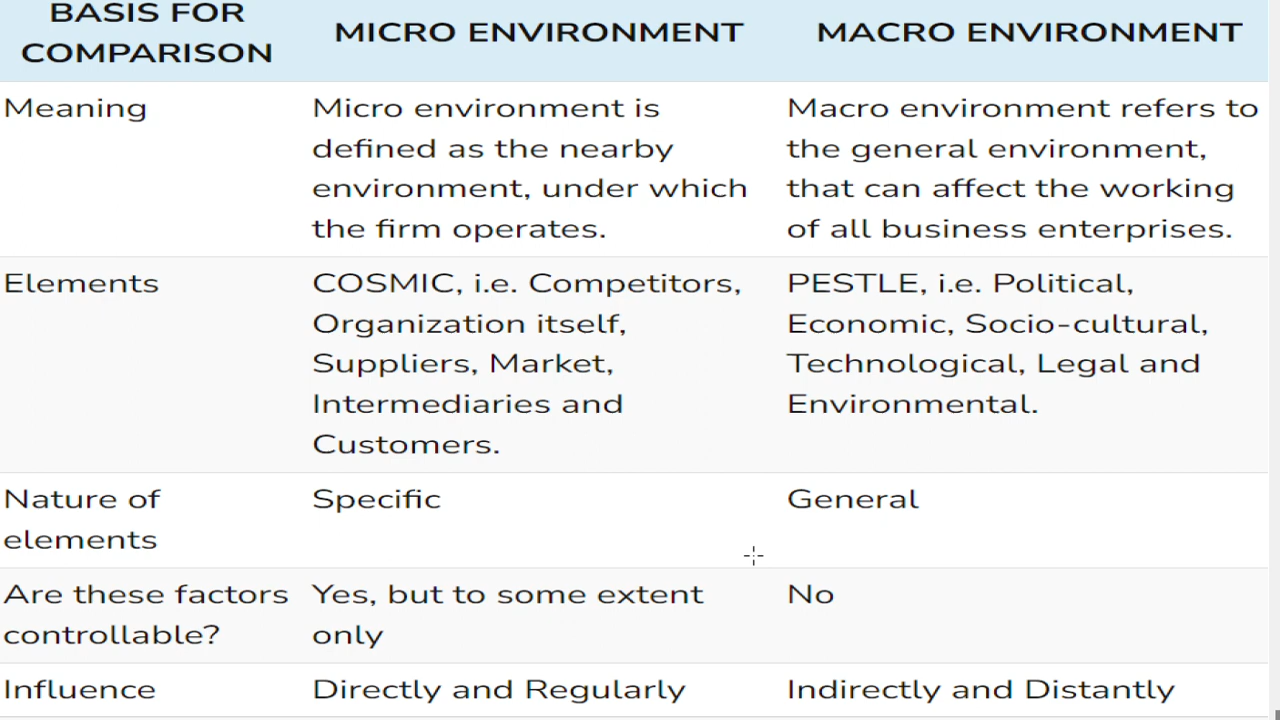 BASIS FOR
COMPARISON
MICRO ENVIRONMENT
MACRO ENVIRONMENT
Meaning
Micro environment is
defined as the nearby
environment, under which
the firm operates.
Macro environment refers to
the general environment,
that can affect the working
of all business enterprises.
Elements
COSMIC, i.e. Competitors,
Organization itself,
Suppliers, Market,
Intermediaries and
Customers.
PESTLE, i.e. Political,
Economic, Socio-cultural,
Technological, Legal and
Environmental.
Nature of
elements
Specific
General
Are these factors
controllable?
Yes, but to some extent
only
No
Influence
Directly and Regularly
Indirectly and Distantly